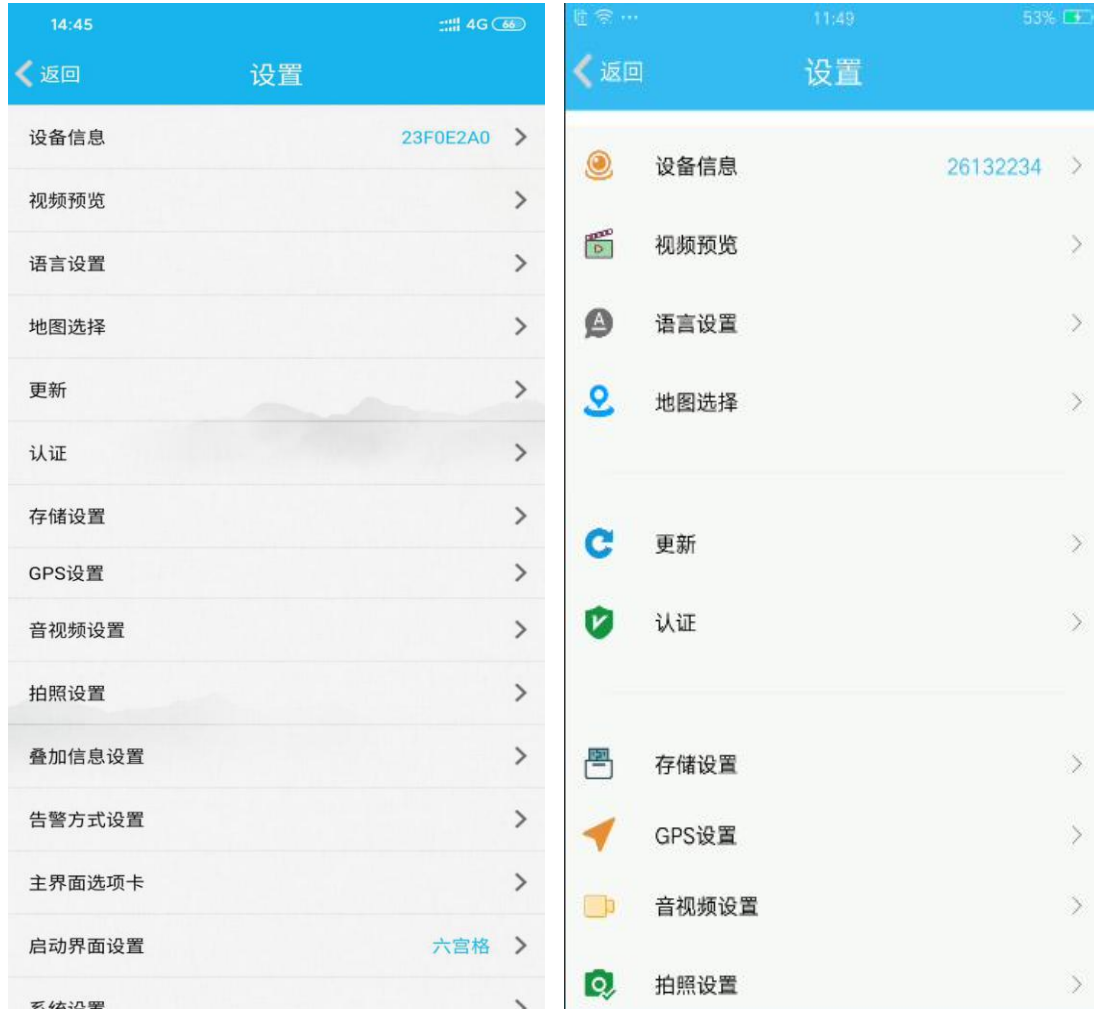 14:45
4G 66
返回
设置
设备信息
23F0E2A0
视频预览
语言设置
地图选择
更新
认证
存储设置
GPS设置
音视频设置
拍照设置
叠加信息设置
告警方式设置
主界面选项卡
启动界面设置
六宫格
系统设置
11:49
53%
返回
设置
设备信息
26132234
视频预览
A
语言设置
地图选择
更新
认证
存储设置
GPS设置
音视频设置
拍照设置